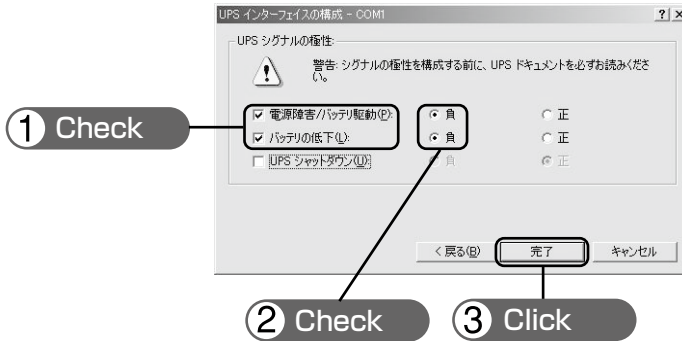 UPS インターフェイスの構成 - COM1
UPS シグナルの極性:
警告: シグナルの極性を構成する前に、UPS ドキュメントを必ずお読みくださ
い。
電源障害/バッテリ駆動(P): 負 正
バッテリの低下(L): 負 正
UPS シャットダウン(U): 負 正
< 戻る(B) 完了 キャンセル
1 Check
2 Check
3 Click